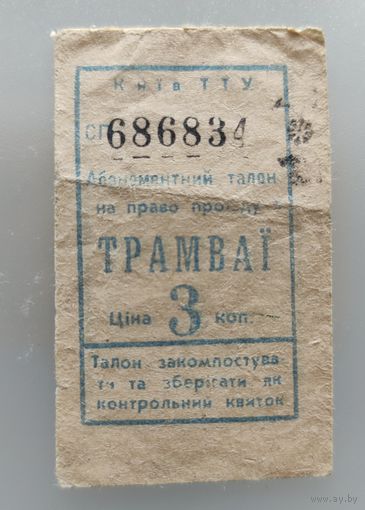 Київ ТТУ
СП 686834
Абонементний талон
на право проїзду в
ТРАМВАЇ
Ціна 3 коп.
Талон закомпостува-
ти та зберігати як
контрольний квиток
www.ay.by